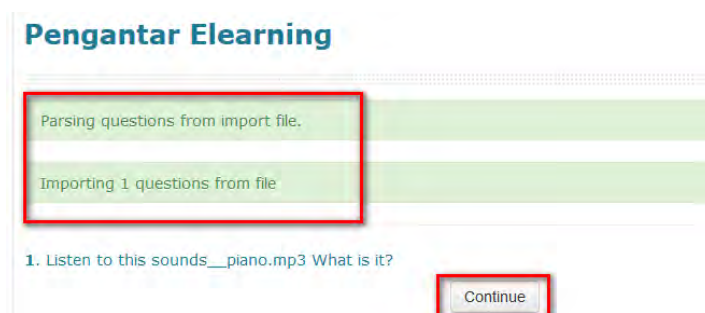 Pengantar Elearning
Parsing questions from import file.
Importing 1 questions from file
1. Listen to this sounds__piano.mp3 What is it?
Continue